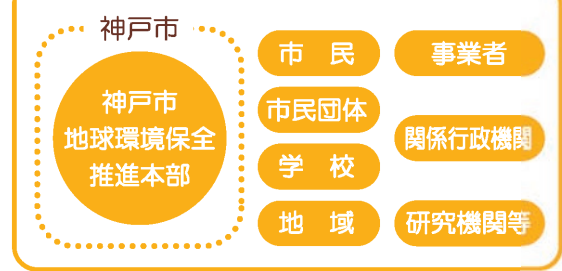 神戸市
神戸市
地球環境保全
推進本部
市 民
事業者
市民団体
関係行政機関
学 校
地 域
研究機関等